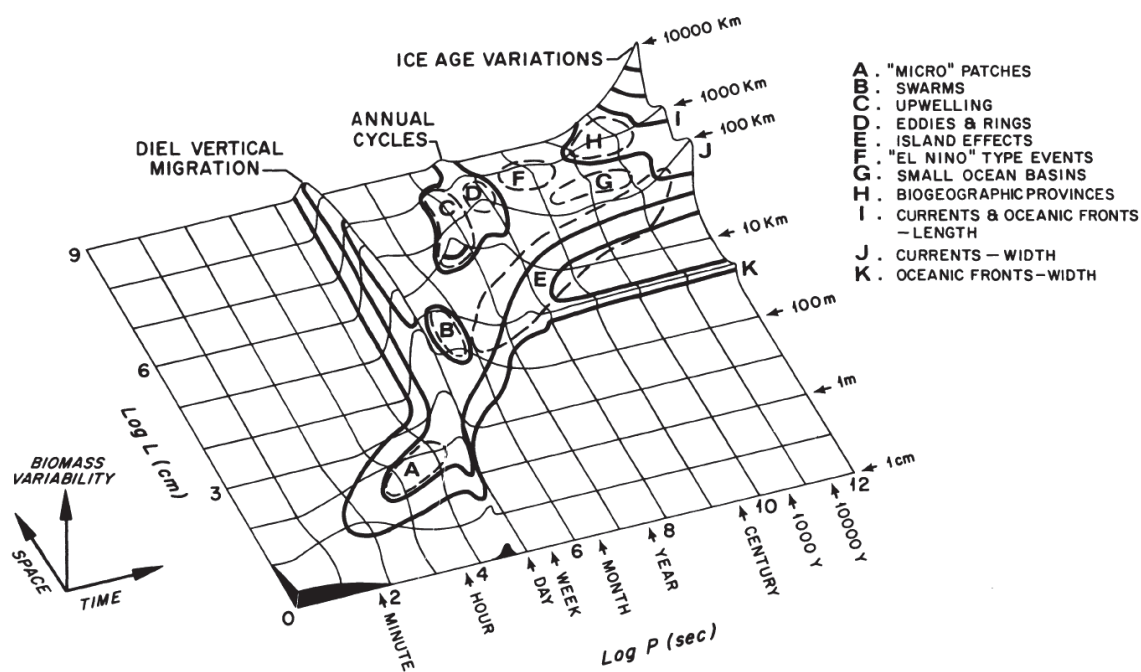 ICE AGE VARIATIONS
10000 Km
1000 Km
100 Km
10 Km
100m
1m
1cm
ANNUAL
CYCLES
DIEL VERTICAL
MIGRATION
A. "MICRO" PATCHES
B. SWARMS
C. UPWELLING
D. EDDIES & RINGS
E. ISLAND EFFECTS
F. "EL NINO" TYPE EVENTS
G. SMALL OCEAN BASINS
H. BIOGEOGRAPHIC PROVINCES
I. CURRENTS & OCEANIC FRONTS
-LENGTH
J. CURRENTS-WIDTH
K. OCEANIC FRONTS-WIDTH
A
B
C
D
E
F
G
H
I
J
K
9
6
3
0
Log L (cm)
BIOMASS
VARIABILITY
SPACE
TIME
2
4
6
8
10
12
MINUTE
HOUR
DAY
WEEK
MONTH
YEAR
CENTURY
1000 Y
10000 Y
Log P (sec)